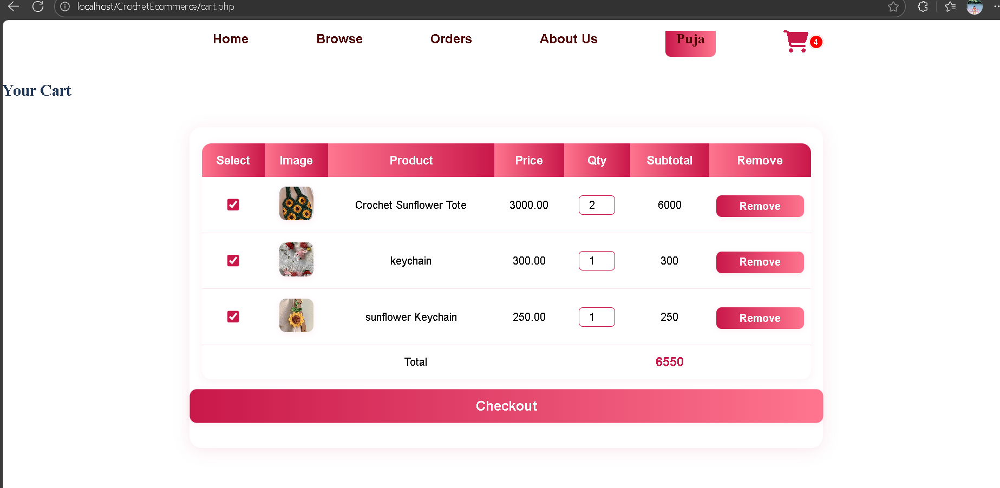 localhost/CrochetEcommerce/cart.php
Home Browse Orders About Us Puja 4
Your Cart
Select Image Product Price Qty Subtotal Remove
Crochet Sunflower Tote 3000.00 2 6000 Remove
keychain 300.00 1 300 Remove
sunflower Keychain 250.00 1 250 Remove
Total 6550
Checkout